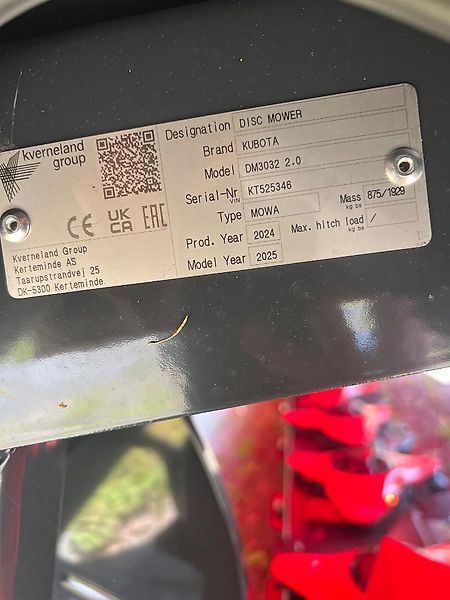 kverneland
group
CE UKCA EAC
Kverneland Group
Kerteminde AS
Taarupstrandvej 25
DK-5300 Kerteminde
Designation DISC MOWER
Brand KUBOTA
Model DM3032 2.0
Serial-Nr VIN KT525346
Type MOWA Mass kg lbs 875/1929
Prod. Year 2024 Max. hitch load kg lbs /
Model Year 2025